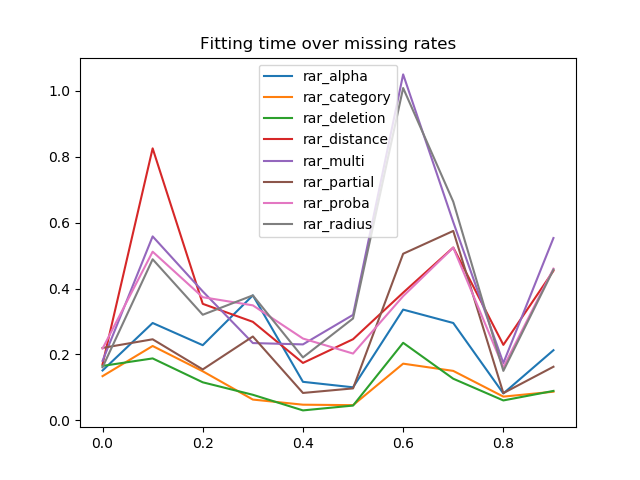 Fitting time over missing rates
rar_alpha
rar_category
rar_deletion
rar_distance
rar_multi
rar_partial
rar_proba
rar_radius
1.0
0.8
0.6
0.4
0.2
0.0
0.0 0.2 0.4 0.6 0.8